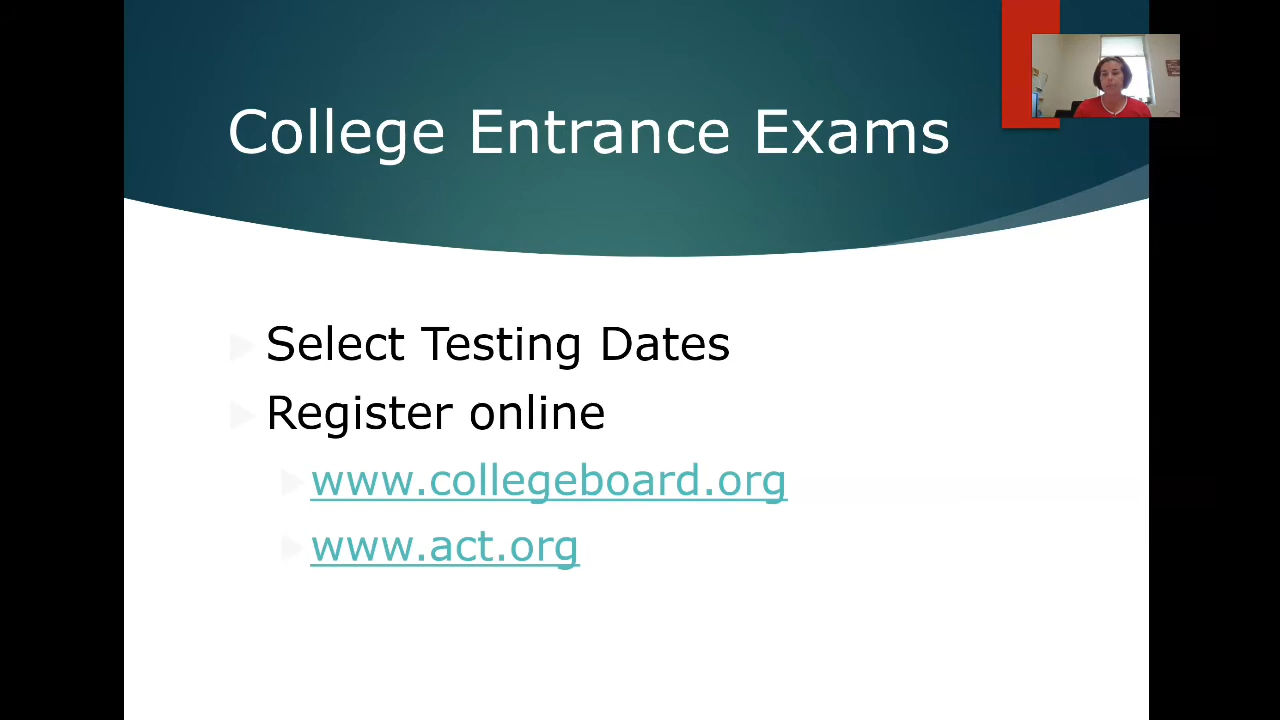 College Entrance Exams
Select Testing Dates
Register online
www.collegeboard.org
www.act.org